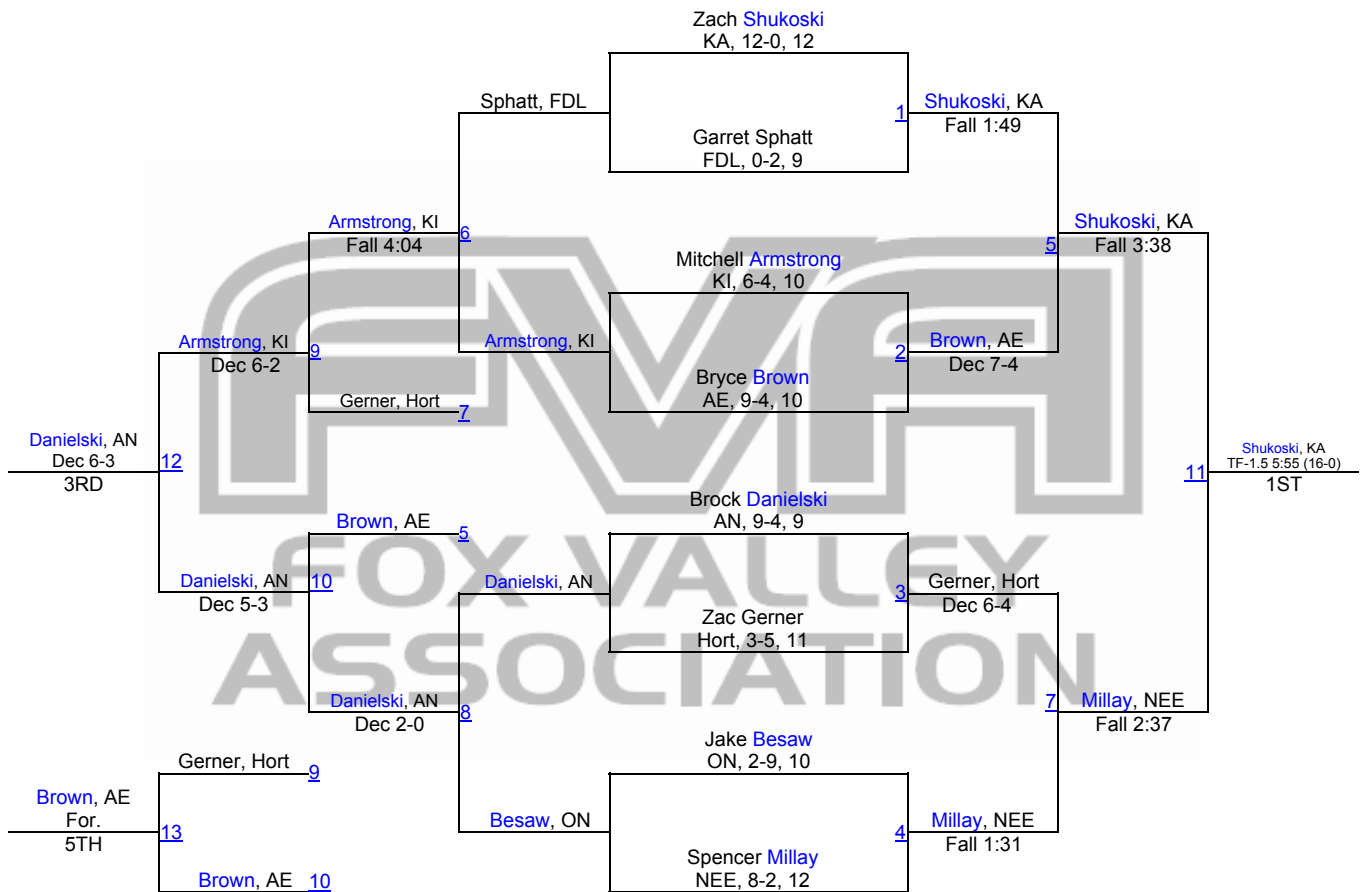 Zach Shukoski
KA, 12-0, 12
Sphatt, FDL
1
Shukoski, KA
Fall 1:49
Garret Sphatt
FDL, 0-2, 9
Armstrong, KI
Fall 4:04
6
Shukoski, KA
Fall 3:38
5
Mitchell Armstrong
KI, 6-4, 10
Armstrong, KI
Dec 6-2
9
Armstrong, KI
2
Brown, AE
Dec 7-4
Bryce Brown
AE, 9-4, 10
Gerner, Hort
7
Danielski, AN
Dec 6-3
3RD
12
Shukoski, KA
TF-1.5 5:55 (16-0)
1ST
11
Brock Danielski
AN, 9-4, 9
Brown, AE
5
Danielski, AN
Dec 5-3
10
Danielski, AN
3
Gerner, Hort
Dec 6-4
Zac Gerner
Hort, 3-5, 11
Danielski, AN
Dec 2-0
8
7
Millay, NEE
Fall 2:37
Jake Besaw
ON, 2-9, 10
Gerner, Hort
9
Brown, AE
For.
5TH
13
Besaw, ON
4
Millay, NEE
Fall 1:31
Spencer Millay
NEE, 8-2, 12
Brown, AE
10
FVA
FOX VALLEY
ASSOCIATION